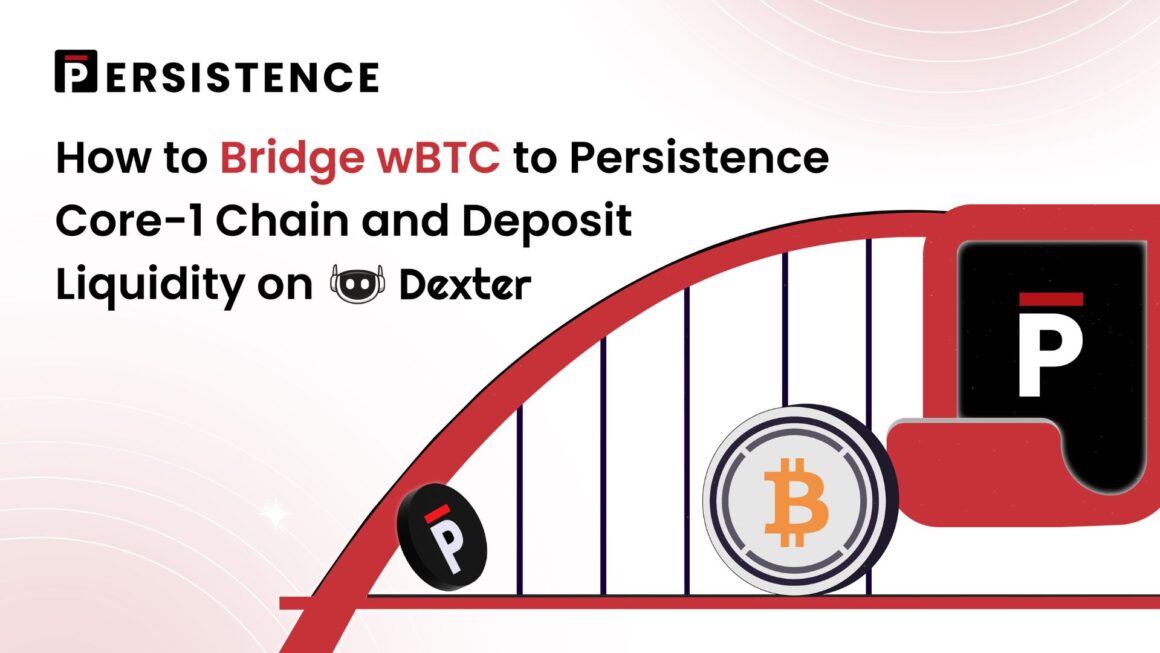 PERSISTENCE
How to Bridge wBTC to Persistence
Core-1 Chain and Deposit
Liquidity on Dexter
P
P
₿